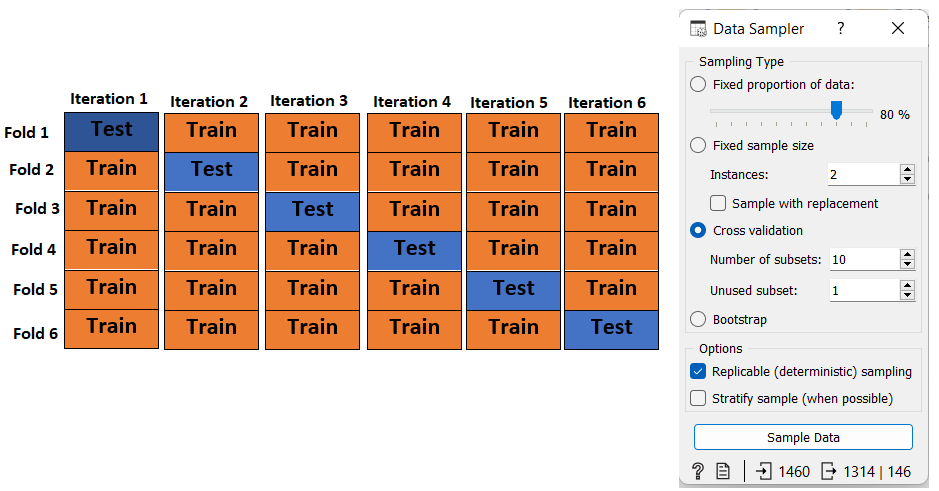 Iteration 1 Iteration 2 Iteration 3 Iteration 4 Iteration 5 Iteration 6
Fold 1 Test Train Train Train Train Train
Fold 2 Train Test Train Train Train Train
Fold 3 Train Train Test Train Train Train
Fold 4 Train Train Train Test Train Train
Fold 5 Train Train Train Train Test Train
Fold 6 Train Train Train Train Train Test
Data Sampler ?
Sampling Type
Fixed proportion of data:
80 %
Fixed sample size
Instances: 2
Sample with replacement
Cross validation
Number of subsets: 10
Unused subset: 1
Bootstrap
Options
Replicable (deterministic) sampling
Stratify sample (when possible)
Sample Data
? 1460 1314 | 146